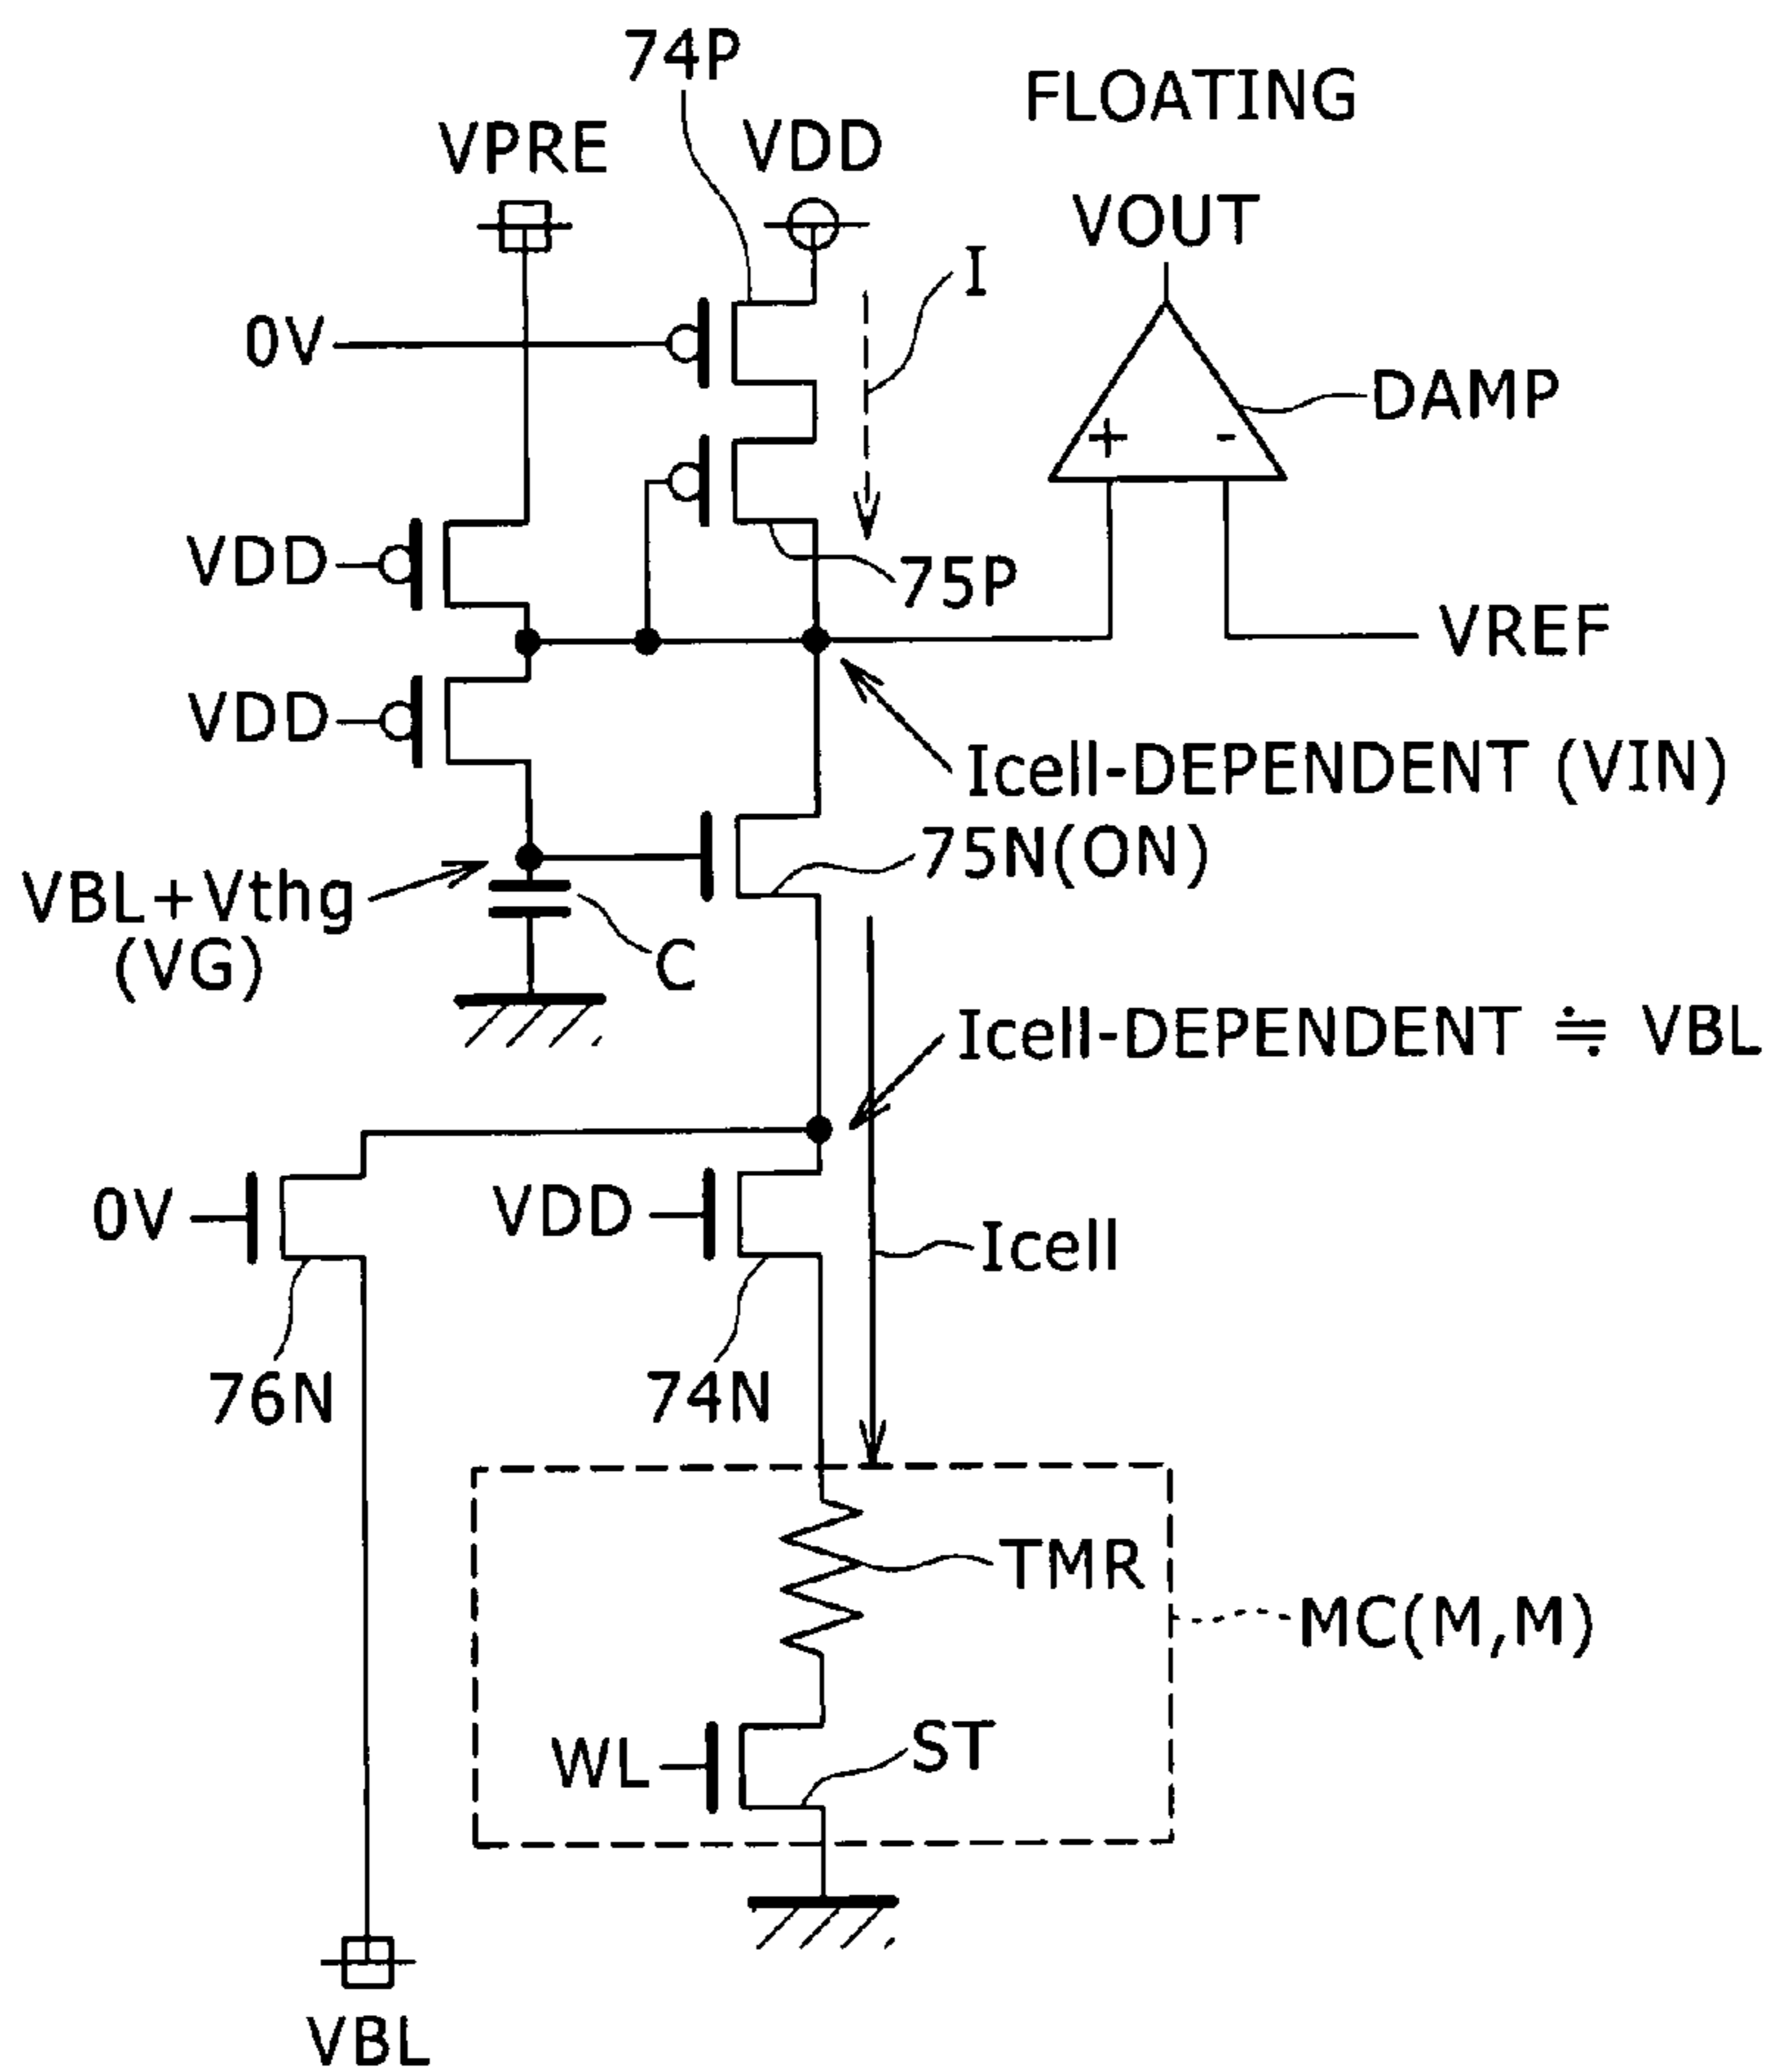 74P
FLOATING
VPRE
VDD
VOUT
I
0V
DAMP
+ -
VDD
75P
VREF
VDD
Icell-DEPENDENT (VIN)
75N(ON)
VBL+Vthg
(VG)
C
Icell-DEPENDENT ≒ VBL
0V
VDD
Icell
76N
74N
TMR
MC(M,M)
WL
ST
VBL